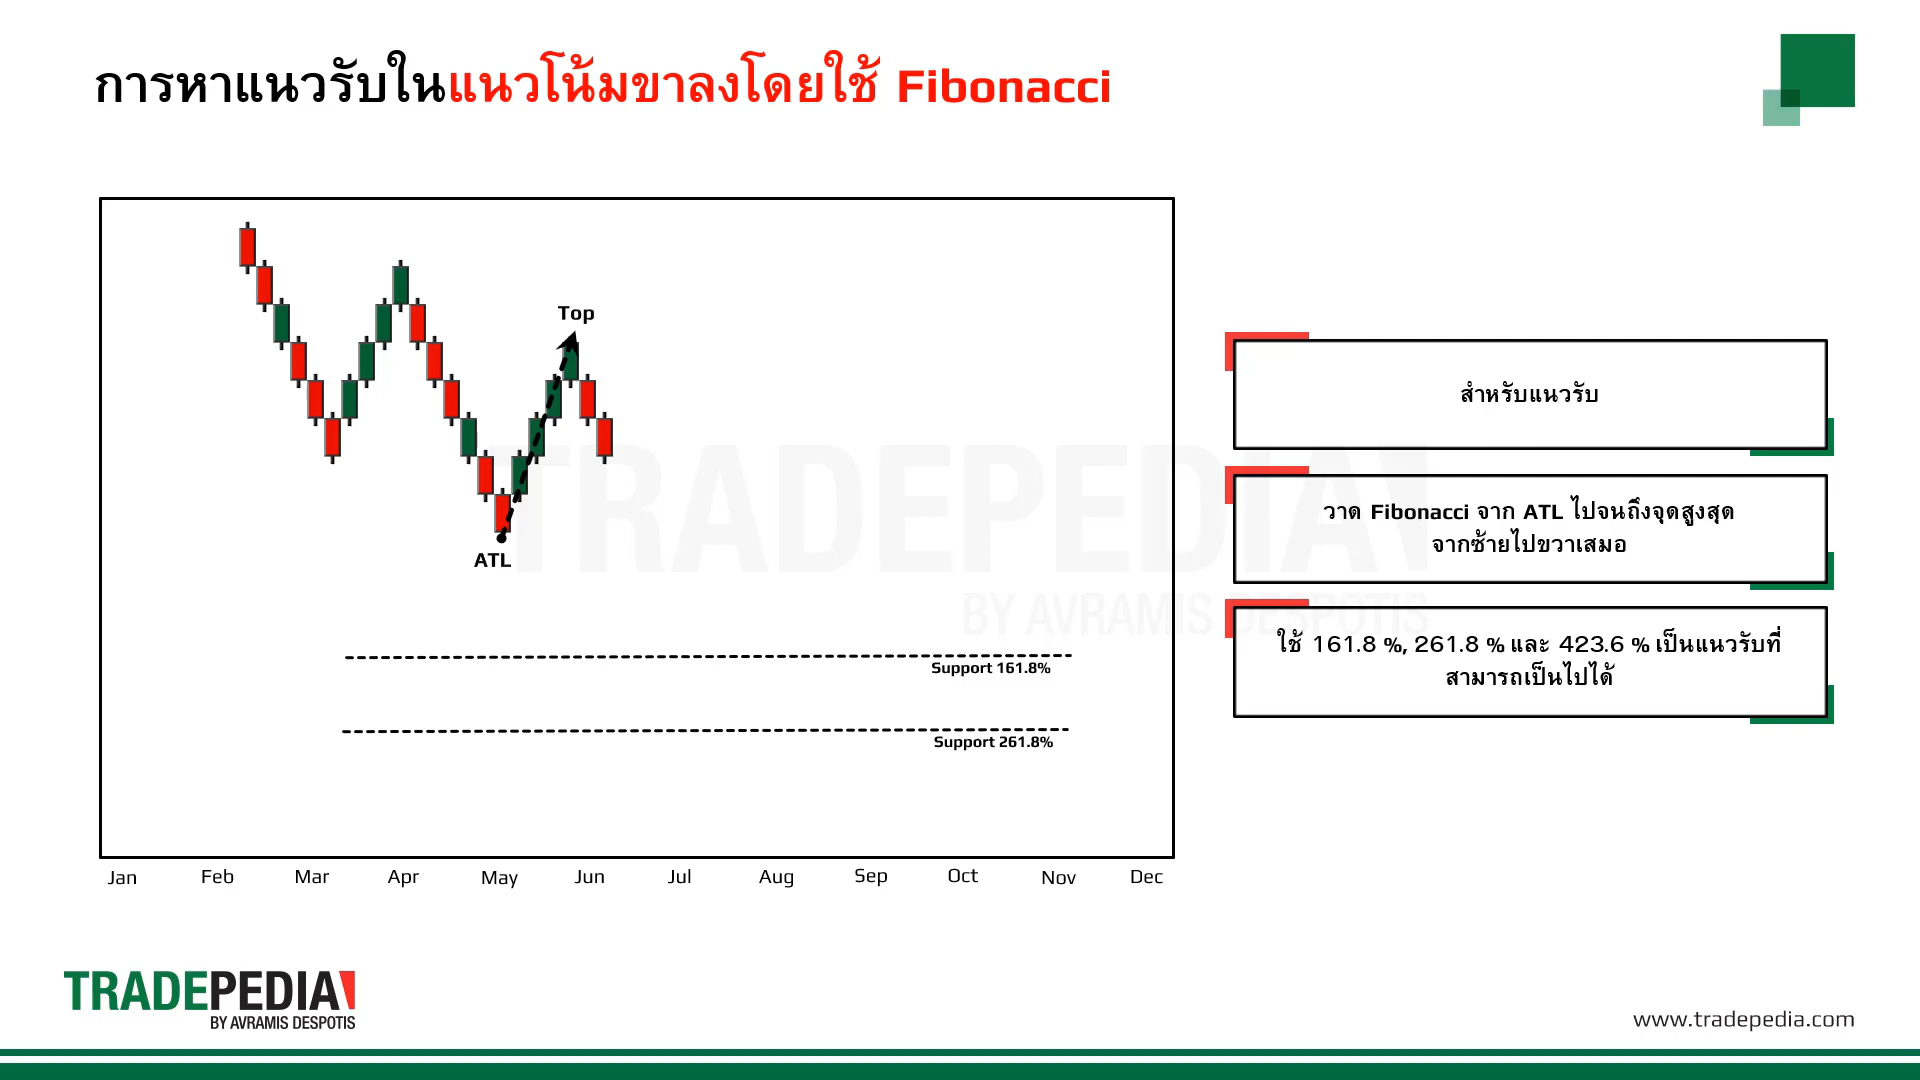 การหาแนวรับในแนวโน้มขาลงโดยใช้ Fibonacci
Top
ATL
Support 161.8%
Support 261.8%
Jan Feb Mar Apr May Jun Jul Aug Sep Oct Nov Dec
สำหรับแนวรับ
วาด Fibonacci จาก ATL ไปจนถึงจุดสูงสุด
จากซ้ายไปขวาเสมอ
ใช้ 161.8 %, 261.8 % และ 423.6 % เป็นแนวรับที่
สามารถเป็นไปได้
TRADEPEDIA
BY AVRAMIS DESPOTIS
TRADEPEDIA
BY AVRAMIS DESPOTIS
www.tradepedia.com